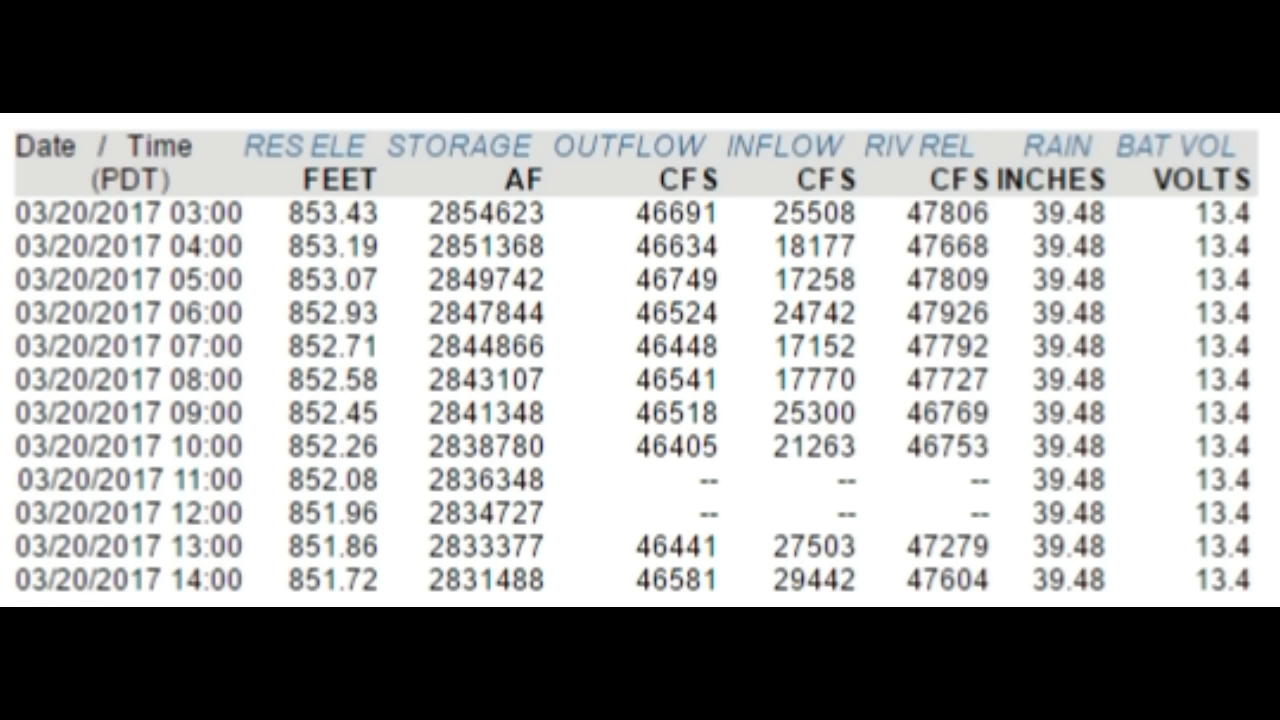 Date / Time RES ELE STORAGE OUTFLOW INFLOW RIV REL RAIN BAT VOL
(PDT) FEET AF CFS CFS CFS INCHES VOLTS
03/20/2017 03:00 853.43 2854623 46691 25508 47806 39.48 13.4
03/20/2017 04:00 853.19 2851368 46634 18177 47668 39.48 13.4
03/20/2017 05:00 853.07 2849742 46749 17258 47809 39.48 13.4
03/20/2017 06:00 852.93 2847844 46524 24742 47926 39.48 13.4
03/20/2017 07:00 852.71 2844866 46448 17152 47792 39.48 13.4
03/20/2017 08:00 852.58 2843107 46541 17770 47727 39.48 13.4
03/20/2017 09:00 852.45 2841348 46518 25300 46769 39.48 13.4
03/20/2017 10:00 852.26 2838780 46405 21263 46753 39.48 13.4
03/20/2017 11:00 852.08 2836348 -- -- -- 39.48 13.4
03/20/2017 12:00 851.96 2834727 -- -- -- 39.48 13.4
03/20/2017 13:00 851.86 2833377 46441 27503 47279 39.48 13.4
03/20/2017 14:00 851.72 2831488 46581 29442 47604 39.48 13.4